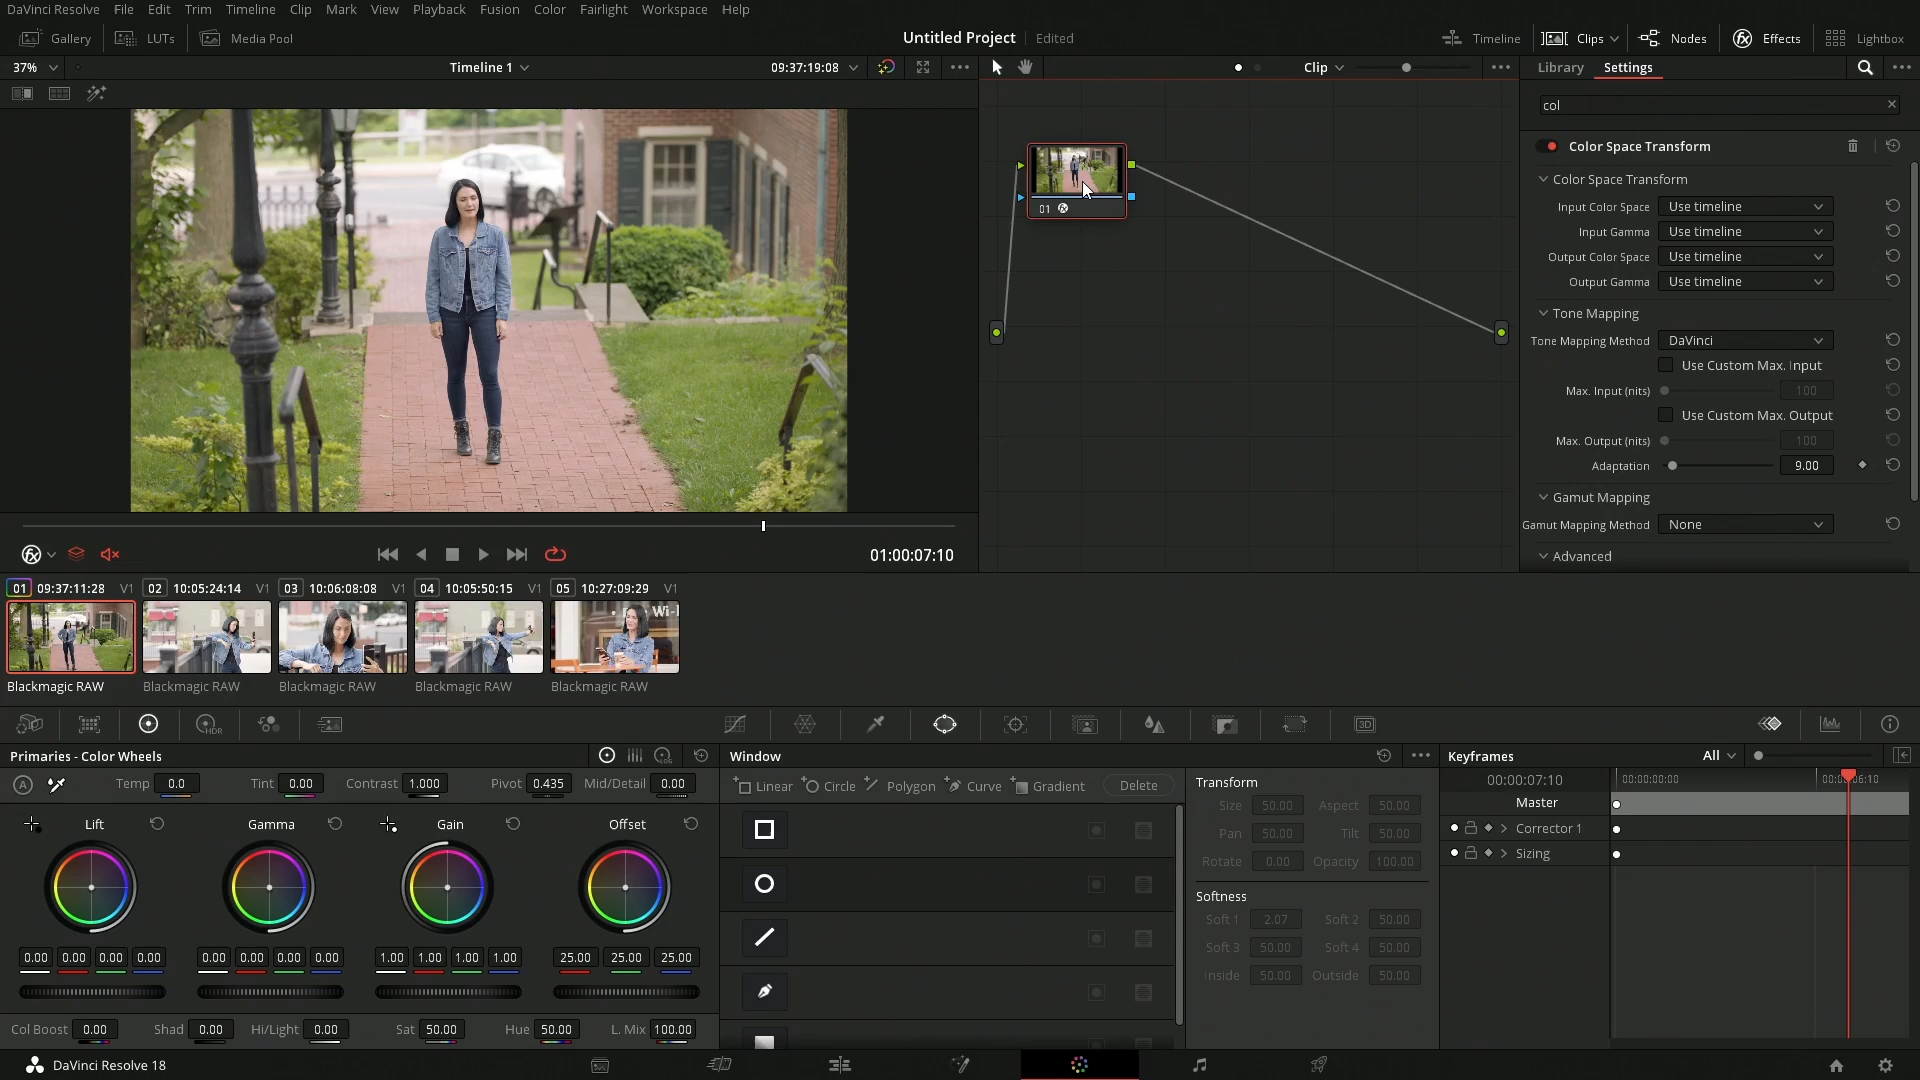 DaVinci Resolve File Edit Trim Timeline Clip Mark View Playback Fusion Color Fairlight Workspace Help
Gallery LUTs Media Pool Untitled Project Edited Timeline Clips Nodes Effects Lightbox
37% Timeline 1 09:37:19:08 Clip Library Settings
col
Color Space Transform
Color Space Transform
Input Color Space Use timeline
Input Gamma Use timeline
Output Color Space Use timeline
Output Gamma Use timeline
Tone Mapping
Tone Mapping Method DaVinci
Use Custom Max. Input
Max. Input (nits) 100
Use Custom Max. Output
Max. Output (nits) 100
Adaptation 9.00
Gamut Mapping
Gamut Mapping Method None
Advanced
01
01:00:07:10
01 09:37:11:28 V1 02 10:05:24:14 V1 03 10:06:08:08 V1 04 10:05:50:15 V1 05 10:27:09:29 V1
Wi-
Blackmagic RAW Blackmagic RAW Blackmagic RAW Blackmagic RAW Blackmagic RAW
HDR 3D
Primaries - Color Wheels LOG Window Keyframes All
A Temp 0.0 Tint 0.00 Contrast 1.000 Pivot 0.435 Mid/Detail 0.00
Linear Circle Polygon Curve Gradient Delete
Lift Gamma Gain Offset
0.00 0.00 0.00 0.00 0.00 0.00 0.00 0.00 1.00 1.00 1.00 1.00 25.00 25.00 25.00
Col Boost 0.00 Shad 0.00 Hi/Light 0.00 Sat 50.00 Hue 50.00 L. Mix 100.00
Transform
Size 50.00 Aspect 50.00
Pan 50.00 Tilt 50.00
Rotate 0.00 Opacity 100.00
Softness
Soft 1 2.07 Soft 2 50.00
Soft 3 50.00 Soft 4 50.00
Inside 50.00 Outside 50.00
00:00:07:10 00:00:00:00
Master
Corrector 1
Sizing
DaVinci Resolve 18